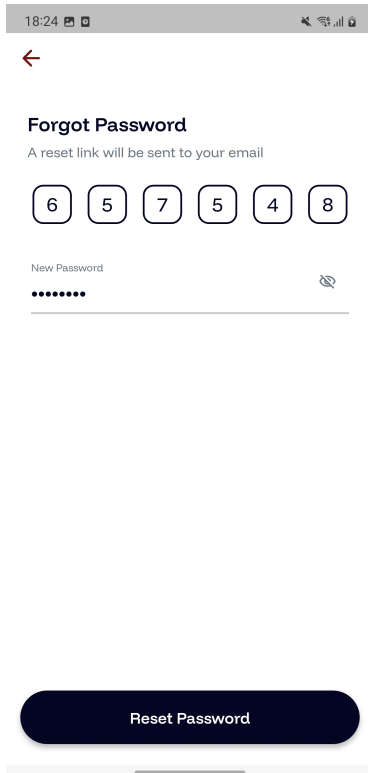 18:24
Forgot Password
A reset link will be sent to your email
6 5 7 5 4 8
New Password
••••••••
Reset Password